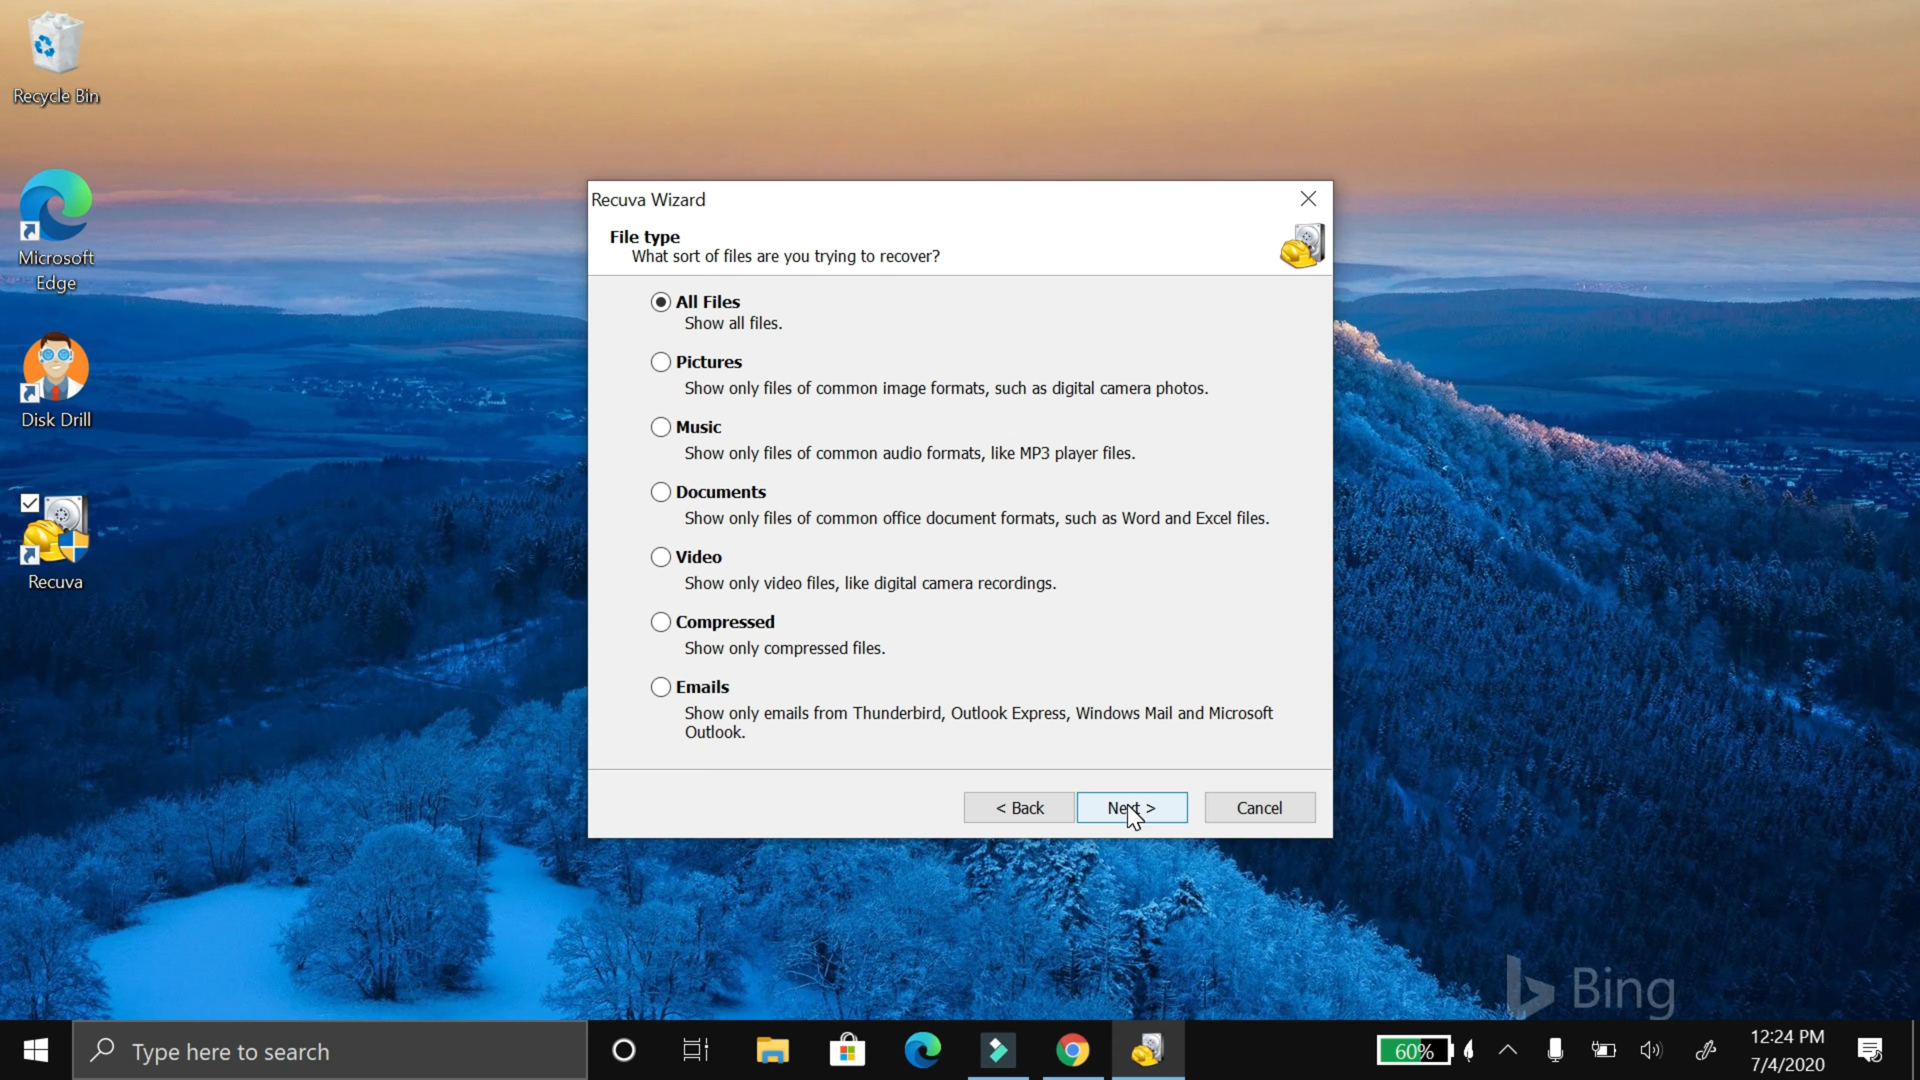 Recycle Bin
Microsoft
Edge
Disk Drill
Recuva
Recuva Wizard
File type
What sort of files are you trying to recover?
All Files
Show all files.
Pictures
Show only files of common image formats, such as digital camera photos.
Music
Show only files of common audio formats, like MP3 player files.
Documents
Show only files of common office document formats, such as Word and Excel files.
Video
Show only video files, like digital camera recordings.
Compressed
Show only compressed files.
Emails
Show only emails from Thunderbird, Outlook Express, Windows Mail and Microsoft
Outlook.
< Back
Next >
Cancel
Bing
Type here to search
60%
12:24 PM
7/4/2020